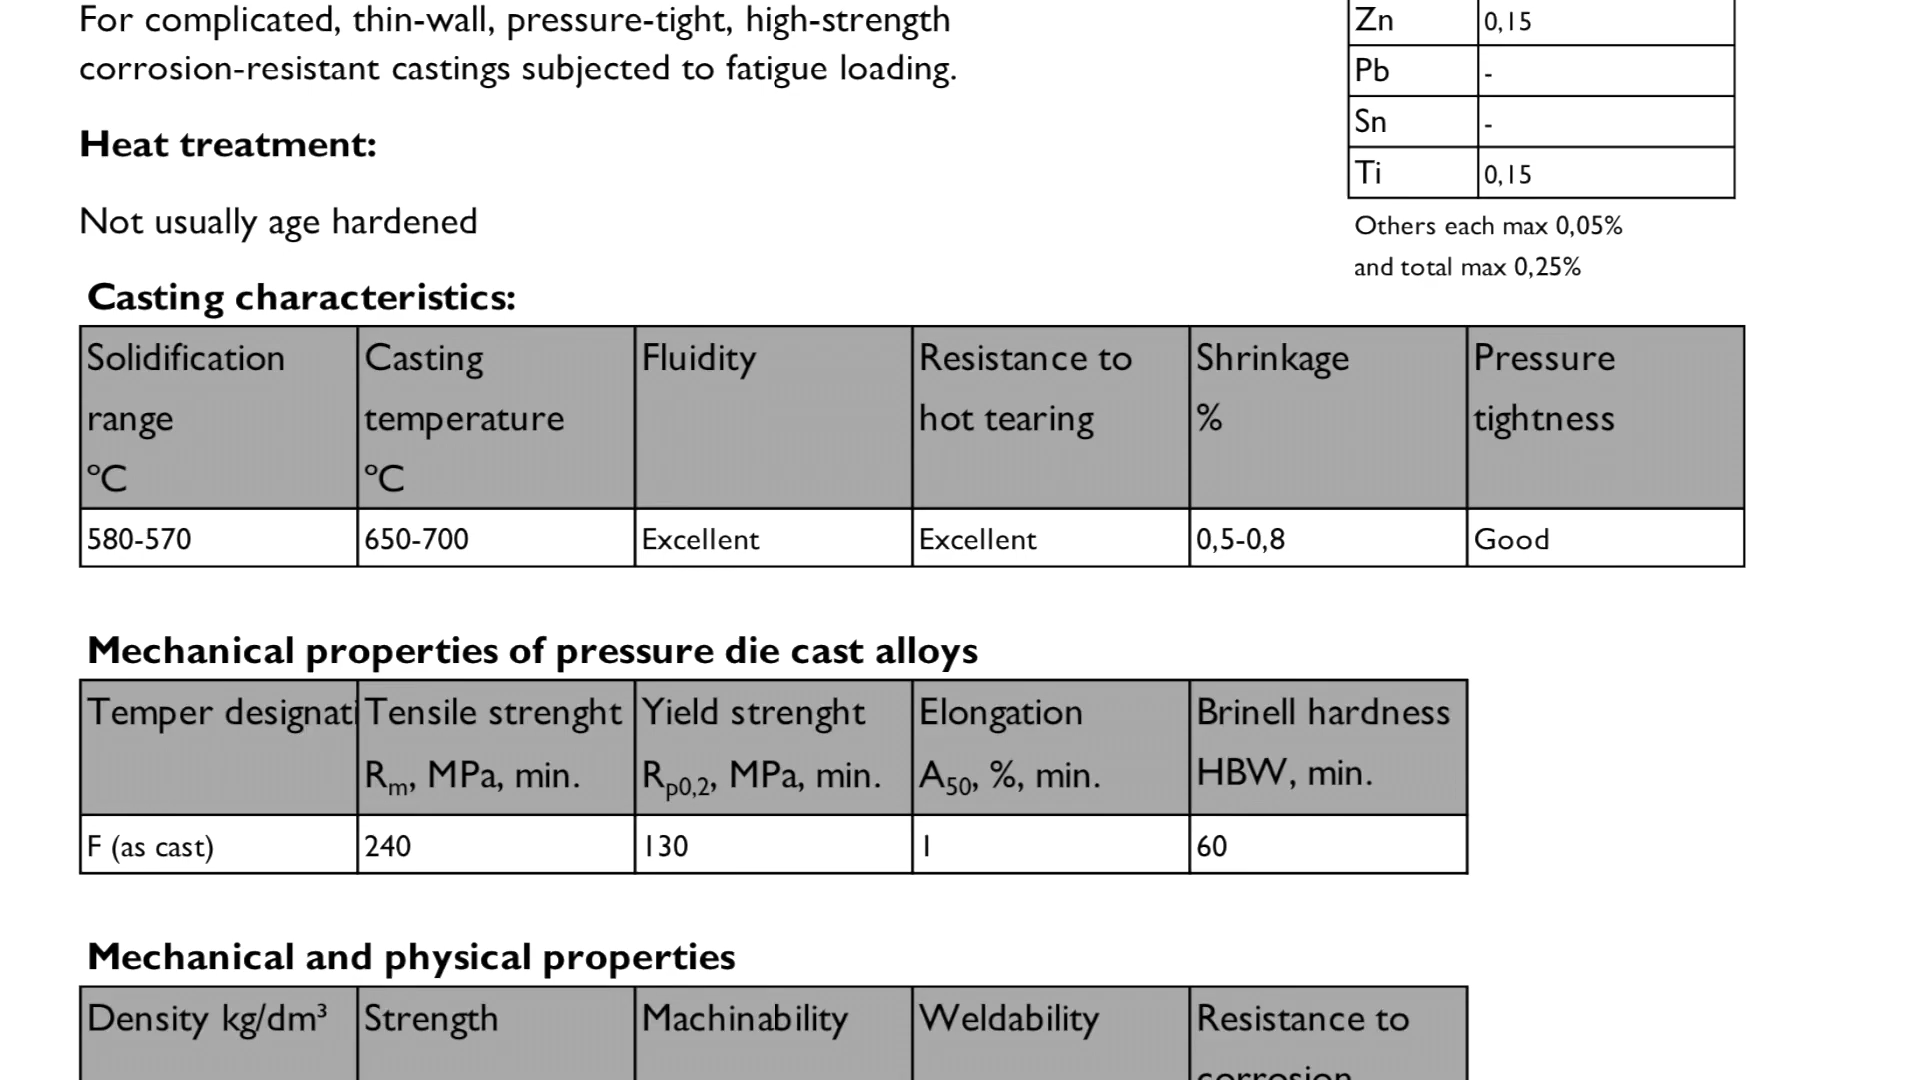 For complicated, thin-wall, pressure-tight, high-strength
corrosion-resistant castings subjected to fatigue loading.
Heat treatment:
Not usually age hardened
Zn 0,15
Pb -
Sn -
Ti 0,15
Others each max 0,05%
and total max 0,25%
Casting characteristics:
Solidification Casting Fluidity Resistance to Shrinkage Pressure
range temperature hot tearing % tightness
ºC ºC
580-570 650-700 Excellent Excellent 0,5-0,8 Good
Mechanical properties of pressure die cast alloys
Temper designati Tensile strenght Yield strenght Elongation Brinell hardness
Rm, MPa, min. Rp0,2, MPa, min. A50, %, min. HBW, min.
F (as cast) 240 130 1 60
Mechanical and physical properties
Density kg/dm³ Strength Machinability Weldability Resistance to
corrosion